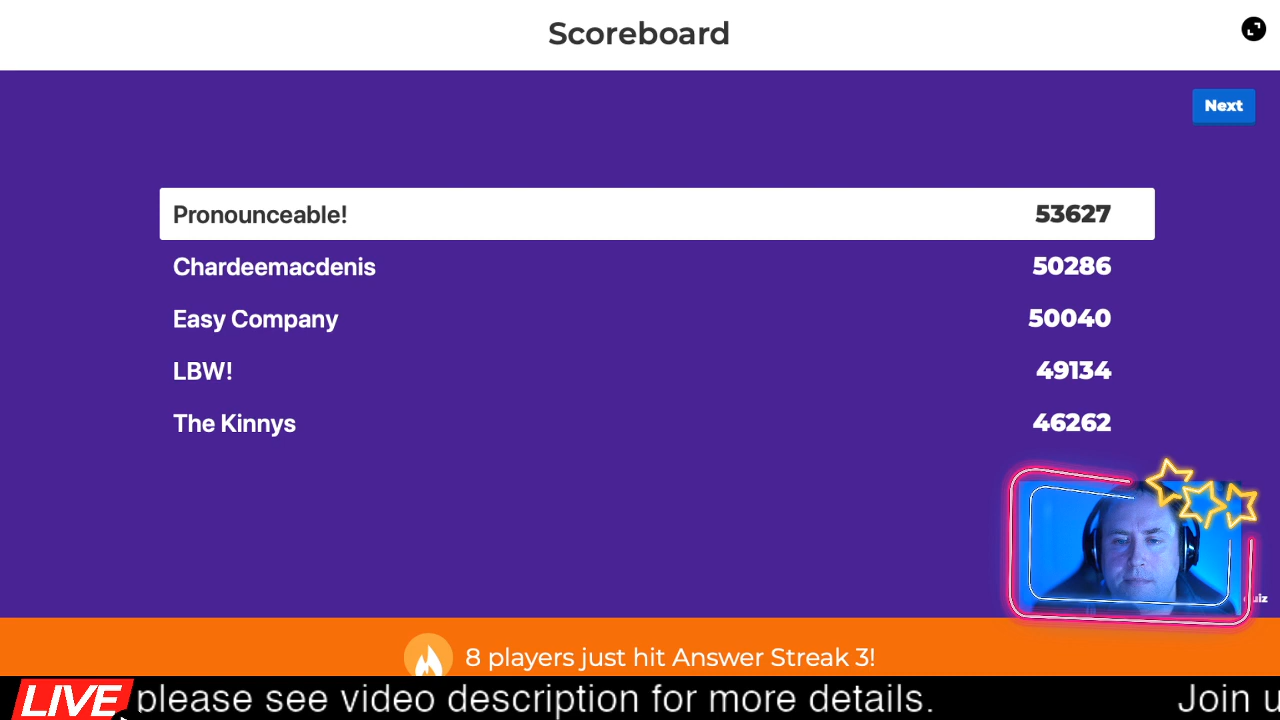 Scoreboard
Next
Pronounceable! 53627
Chardeemacdenis 50286
Easy Company 50040
LBW! 49134
The Kinnys 46262
8 players just hit Answer Streak 3!
LIVE please see video description for more details. Join u